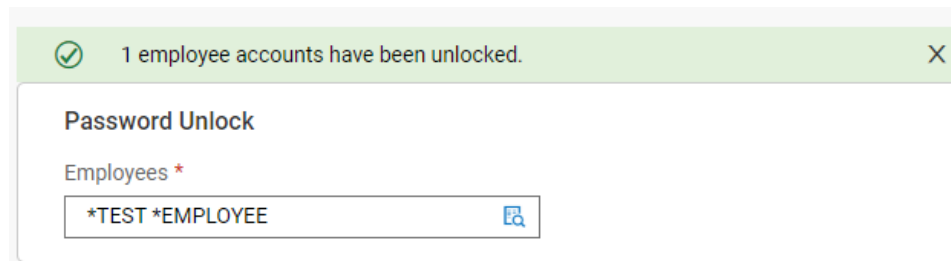 1 employee accounts have been unlocked.
Password Unlock
Employees *
*TEST *EMPLOYEE